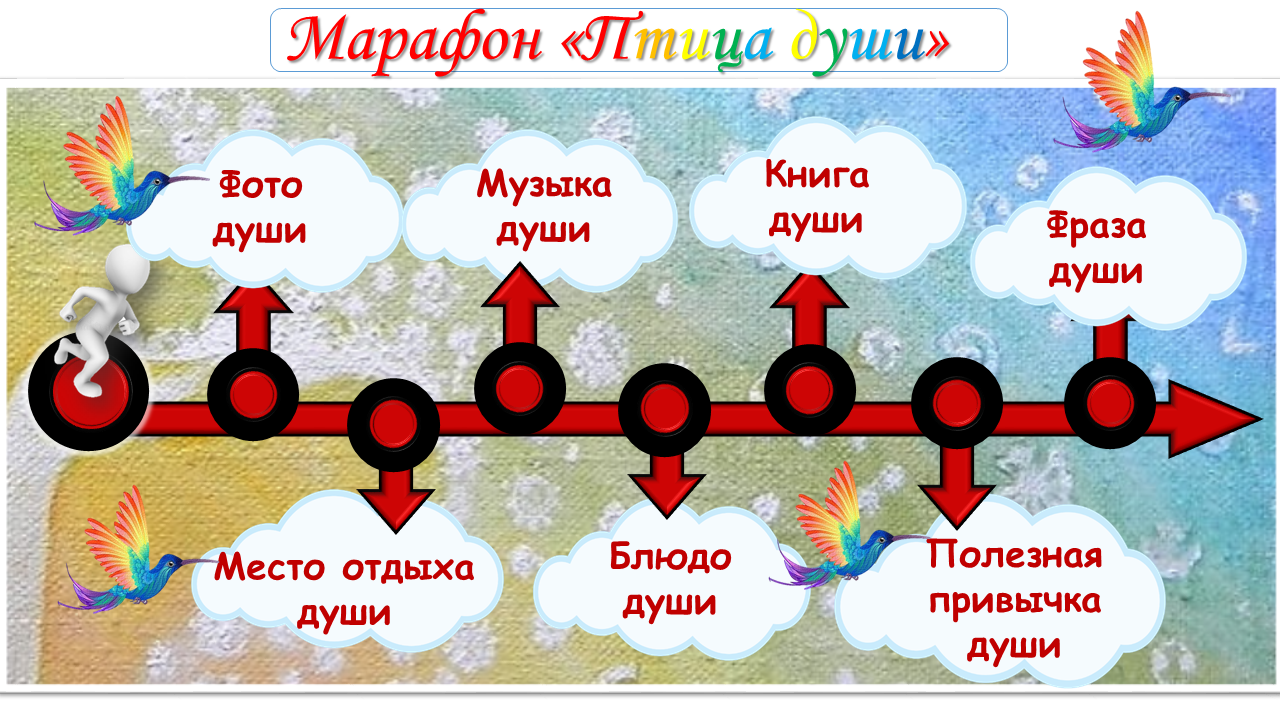 Марафон «Птица души»
Фото
души
Музыка
души
Книга
души
Фраза
души
Место отдыха
души
Блюдо
души
Полезная
привычка
души